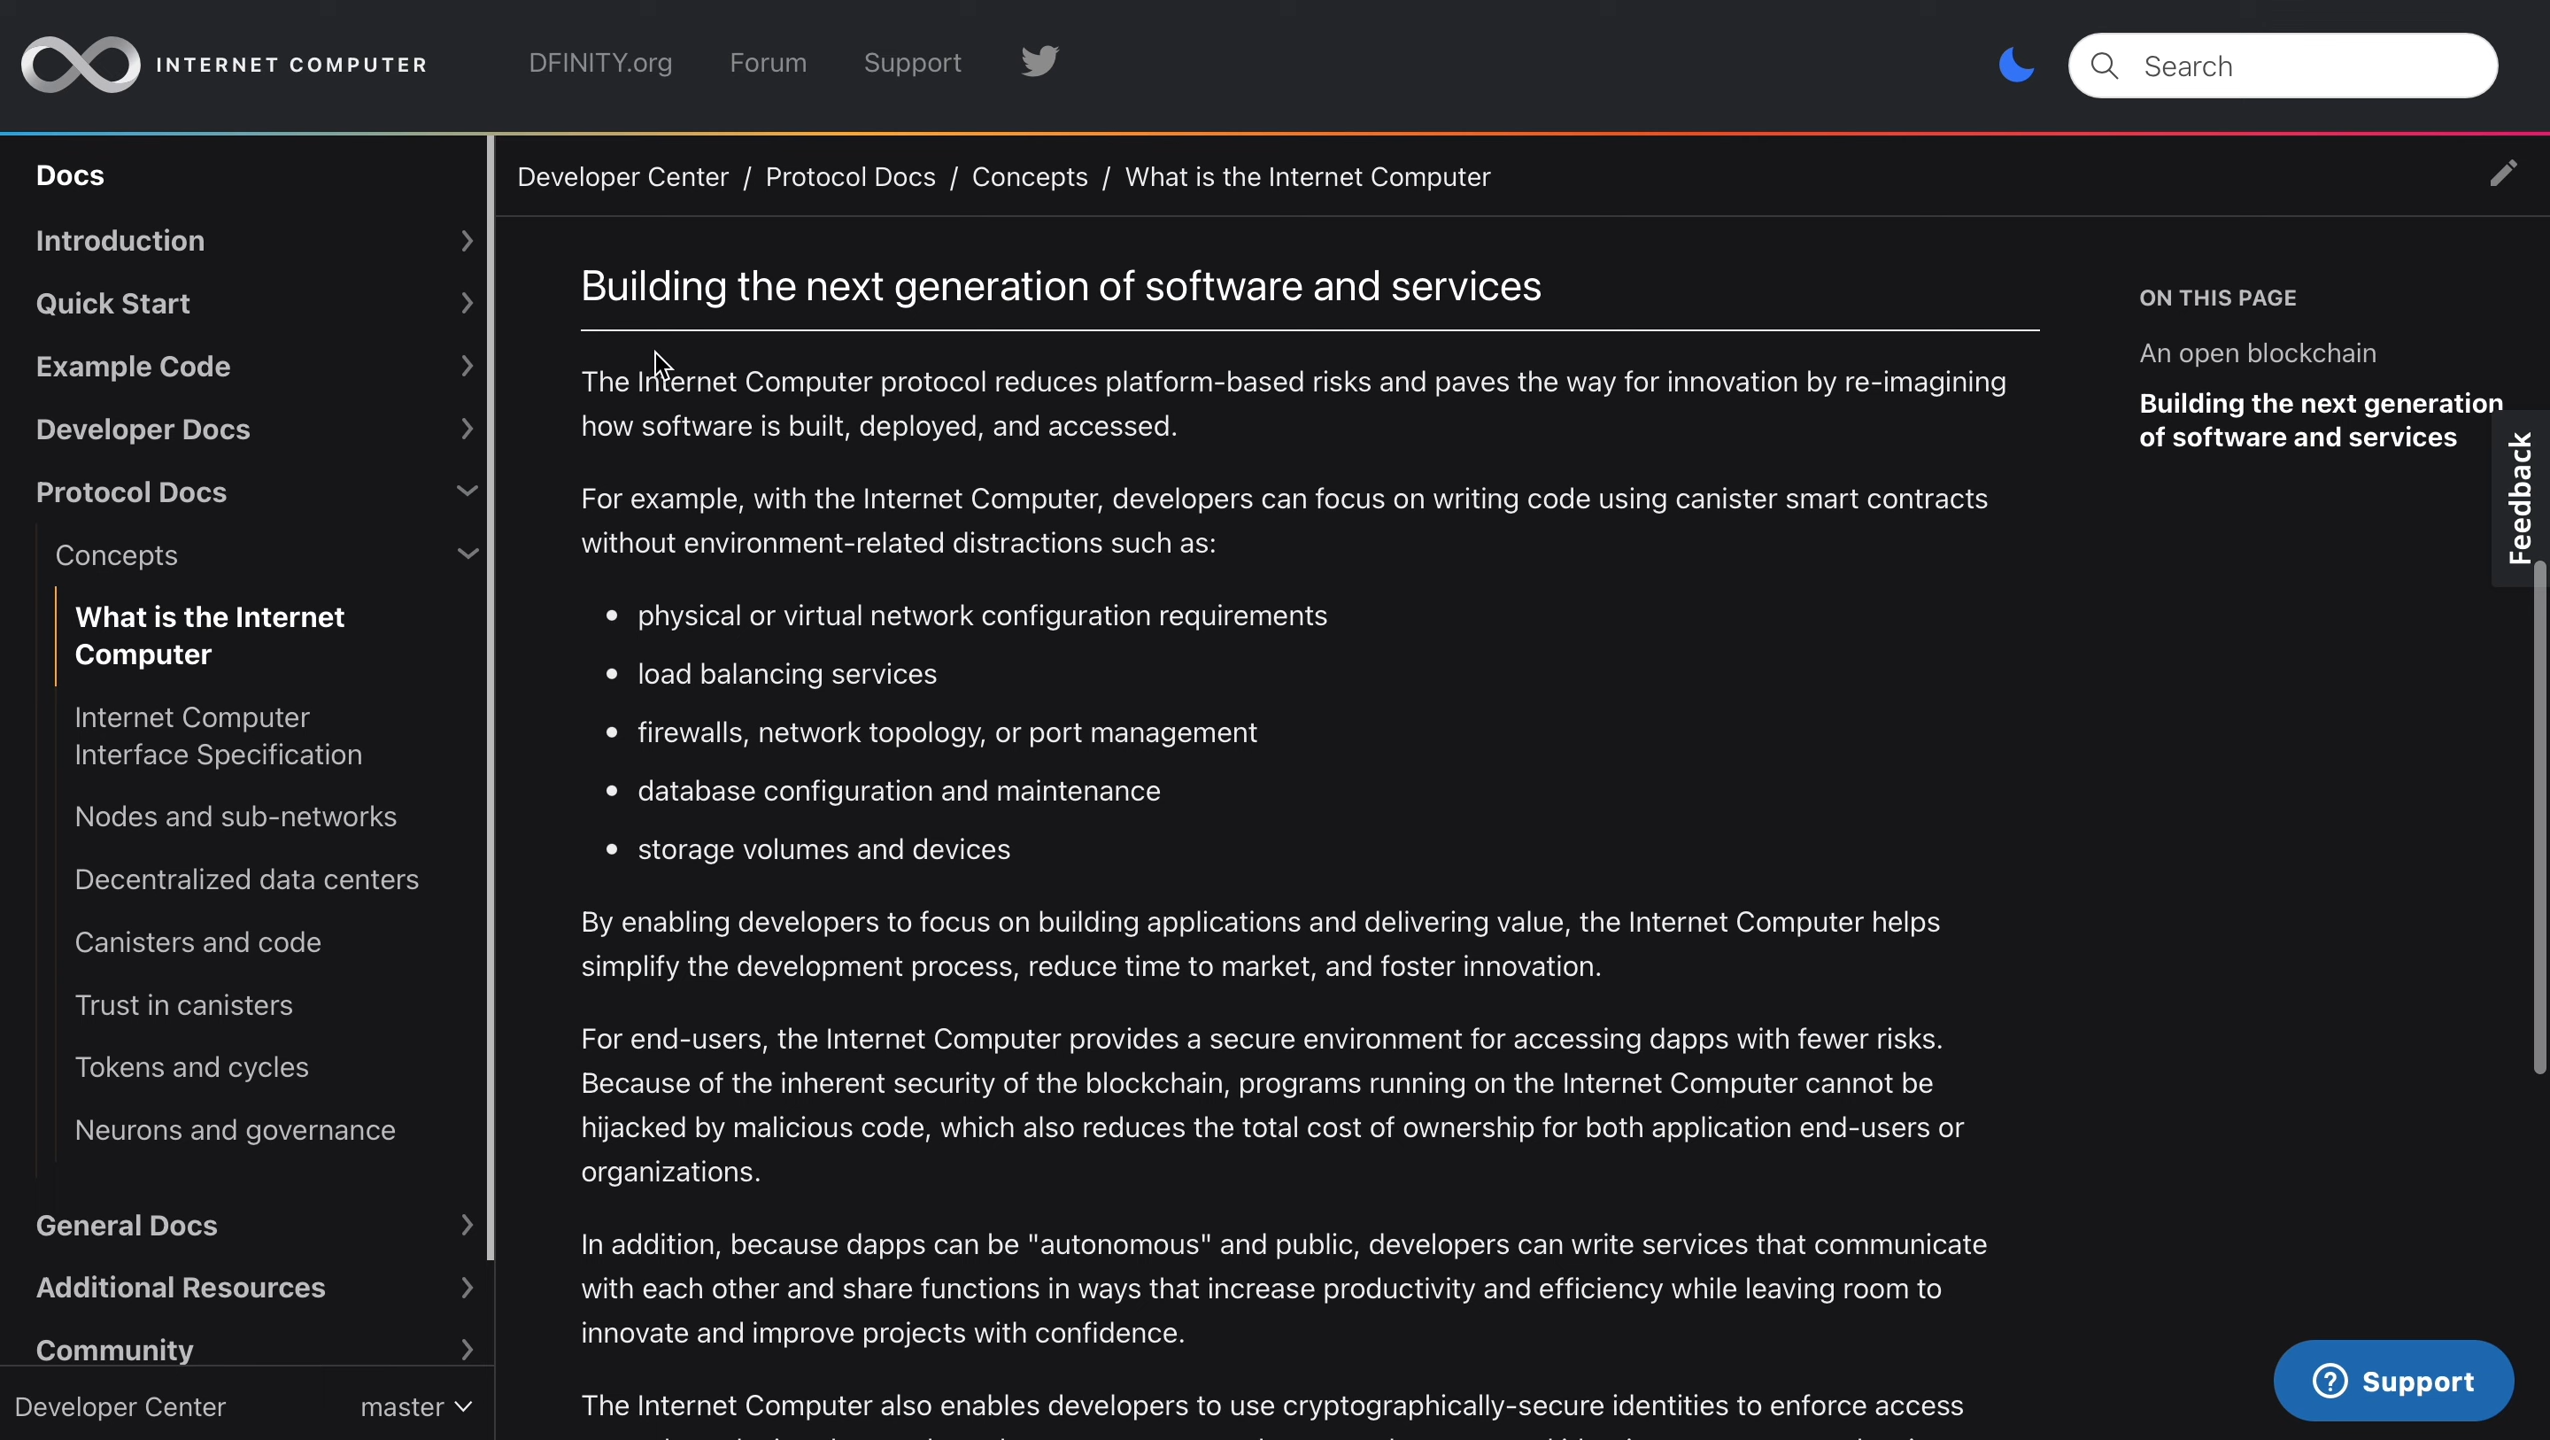 INTERNET COMPUTER
DFINITY.org
Forum
Support
Search
Docs
Introduction
Quick Start
Example Code
Developer Docs
Protocol Docs
Concepts
What is the Internet
Computer
Internet Computer
Interface Specification
Nodes and sub-networks
Decentralized data centers
Canisters and code
Trust in canisters
Tokens and cycles
Neurons and governance
General Docs
Additional Resources
Community
Developer Center
master
Developer Center / Protocol Docs / Concepts / What is the Internet Computer
Building the next generation of software and services
The Internet Computer protocol reduces platform-based risks and paves the way for innovation by re-imagining
how software is built, deployed, and accessed.
For example, with the Internet Computer, developers can focus on writing code using canister smart contracts
without environment-related distractions such as:
• physical or virtual network configuration requirements
• load balancing services
• firewalls, network topology, or port management
• database configuration and maintenance
• storage volumes and devices
By enabling developers to focus on building applications and delivering value, the Internet Computer helps
simplify the development process, reduce time to market, and foster innovation.
For end-users, the Internet Computer provides a secure environment for accessing dapps with fewer risks.
Because of the inherent security of the blockchain, programs running on the Internet Computer cannot be
hijacked by malicious code, which also reduces the total cost of ownership for both application end-users or
organizations.
In addition, because dapps can be "autonomous" and public, developers can write services that communicate
with each other and share functions in ways that increase productivity and efficiency while leaving room to
innovate and improve projects with confidence.
The Internet Computer also enables developers to use cryptographically-secure identities to enforce access
ON THIS PAGE
An open blockchain
Building the next generation
of software and services
Feedback
Support